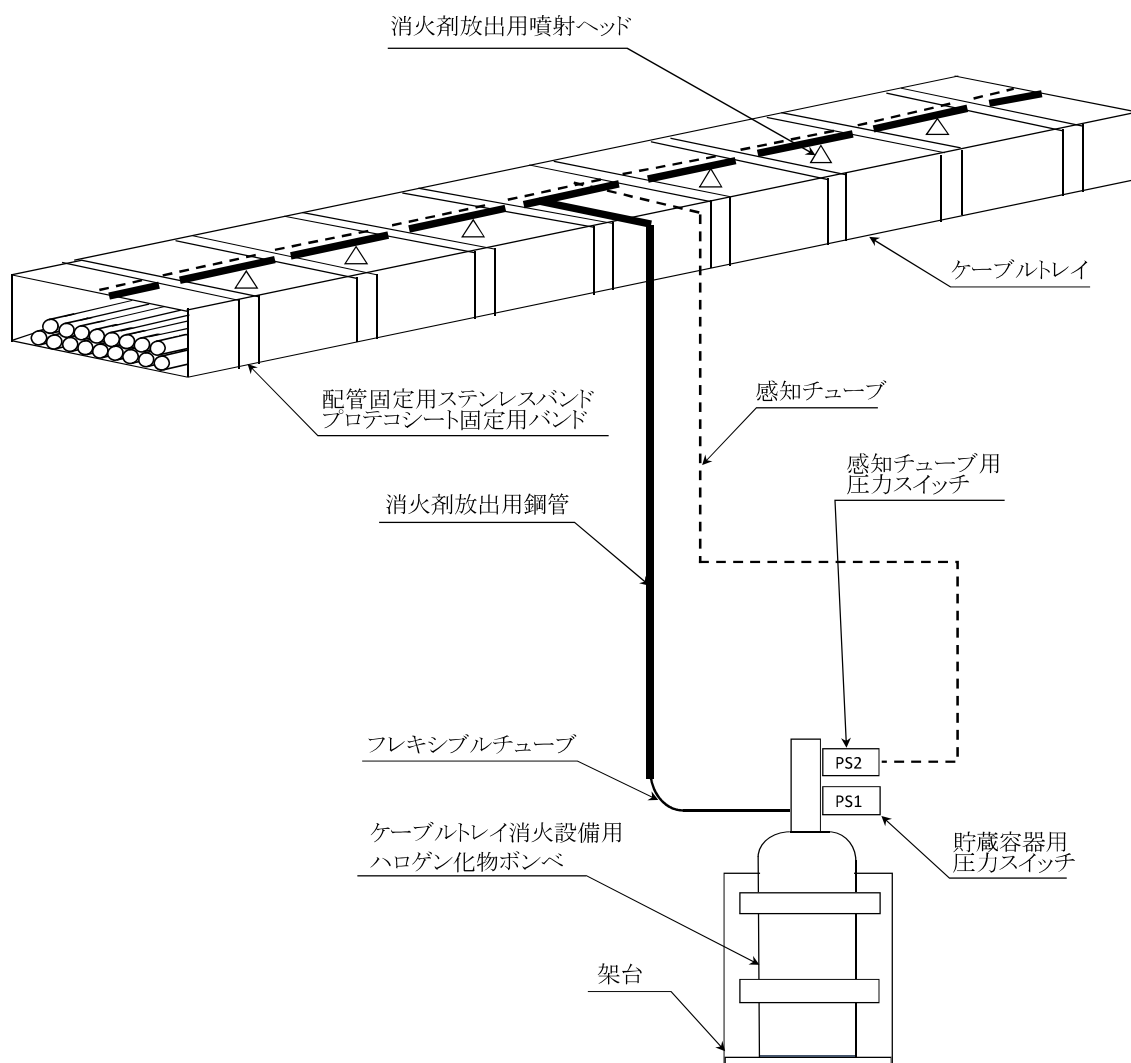 消火剤放出用噴射ヘッド
ケーブルトレイ
配管固定用ステンレスバンド
プロテコシート固定用バンド
感知チューブ
感知チューブ用
圧力スイッチ
消火剤放出用鋼管
フレキシブルチューブ
PS2
PS1
ケーブルトレイ消火設備用
ハロゲン化物ボンベ
貯蔵容器用
圧力スイッチ
架台